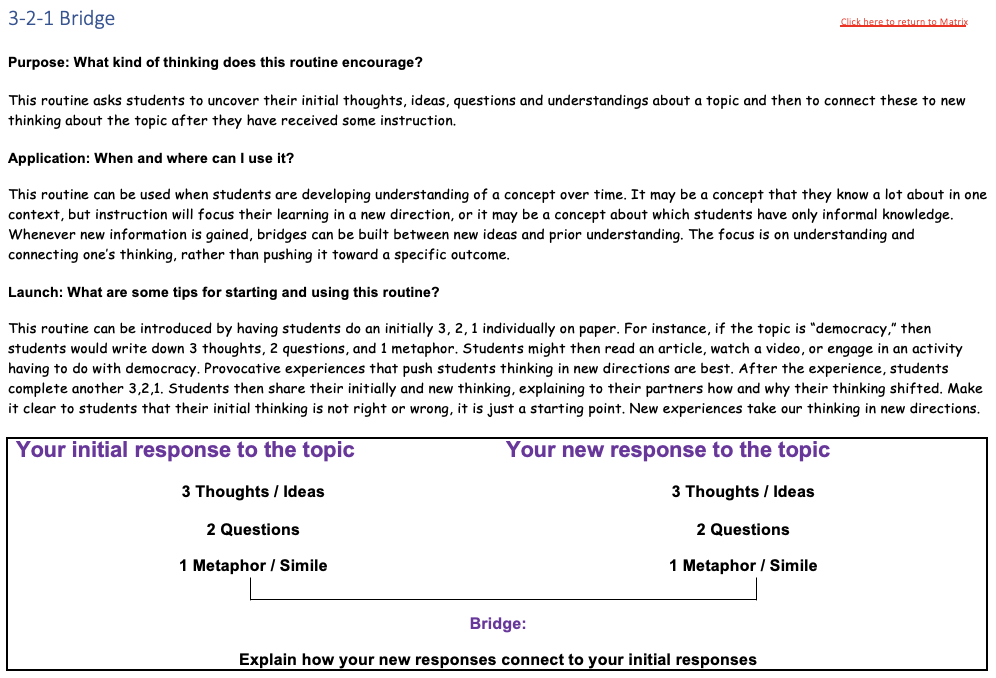 3-2-1 Bridge
Click here to return to Matrix
Purpose: What kind of thinking does this routine encourage?
This routine asks students to uncover their initial thoughts, ideas, questions and understandings about a topic and then to connect these to new
thinking about the topic after they have received some instruction.
Application: When and where can I use it?
This routine can be used when students are developing understanding of a concept over time. It may be a concept that they know a lot about in one
context, but instruction will focus their learning in a new direction, or it may be a concept about which students have only informal knowledge.
Whenever new information is gained, bridges can be built between new ideas and prior understanding. The focus is on understanding and
connecting one's thinking, rather than pushing it toward a specific outcome.
Launch: What are some tips for starting and using this routine?
This routine can be introduced by having students do an initially 3, 2, 1 individually on paper. For instance, if the topic is “democracy,” then
students would write down 3 thoughts, 2 questions, and 1 metaphor. Students might then read an article, watch a video, or engage in an activity
having to do with democracy. Provocative experiences that push students thinking in new directions are best. After the experience, students
complete another 3,2,1. Students then share their initially and new thinking, explaining to their partners how and why their thinking shifted. Make
it clear to students that their initial thinking is not right or wrong, it is just a starting point. New experiences take our thinking in new directions.
Your initial response to the topic
3 Thoughts / Ideas
2 Questions
1 Metaphor / Simile
Your new response to the topic
3 Thoughts / Ideas
2 Questions
1 Metaphor / Simile
Bridge:
Explain how your new responses connect to your initial responses